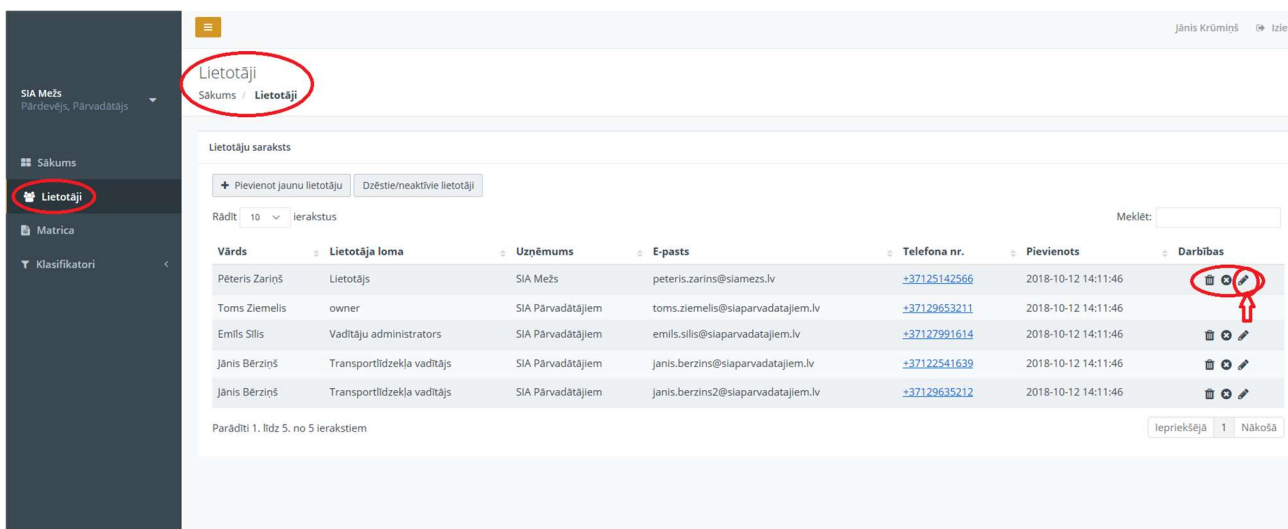 Jānis Krūmiņš Iziet
SIA Mežs
Pārdevējs, Pārvadātājs
Sākums
Lietotāji
Matrica
Klasifikatori
Lietotāji
Sākums / Lietotāji
Lietotāju saraksts
+ Pievienot jaunu lietotāju Dzēstie/neaktīvie lietotāji
Rādīt 10 ierakstus Meklēt:
Vārds Lietotāja loma Uzņēmums E-pasts Telefona nr. Pievienots Darbības
Pēteris Zariņš Lietotājs SIA Mežs peteris.zarins@siamezs.lv +37125142566 2018-10-12 14:11:46
Toms Ziemelis owner SIA Pārvadātājiem toms.ziemelis@siaparvadatajiem.lv +37129653211 2018-10-12 14:11:46
Emīls Sīlis Vadītāju administrators SIA Pārvadātājiem emils.silis@siaparvadatajiem.lv +37127991614 2018-10-12 14:11:46
Jānis Bērziņš Transportlīdzekļa vadītājs SIA Pārvadātājiem janis.berzins@siaparvadatajiem.lv +37122541639 2018-10-12 14:11:46
Jānis Bērziņš Transportlīdzekļa vadītājs SIA Pārvadātājiem janis.berzins2@siaparvadatajiem.lv +37129635212 2018-10-12 14:11:46
Parādīti 1. līdz 5. no 5 ierakstiem Iepriekšējā 1 Nākošā